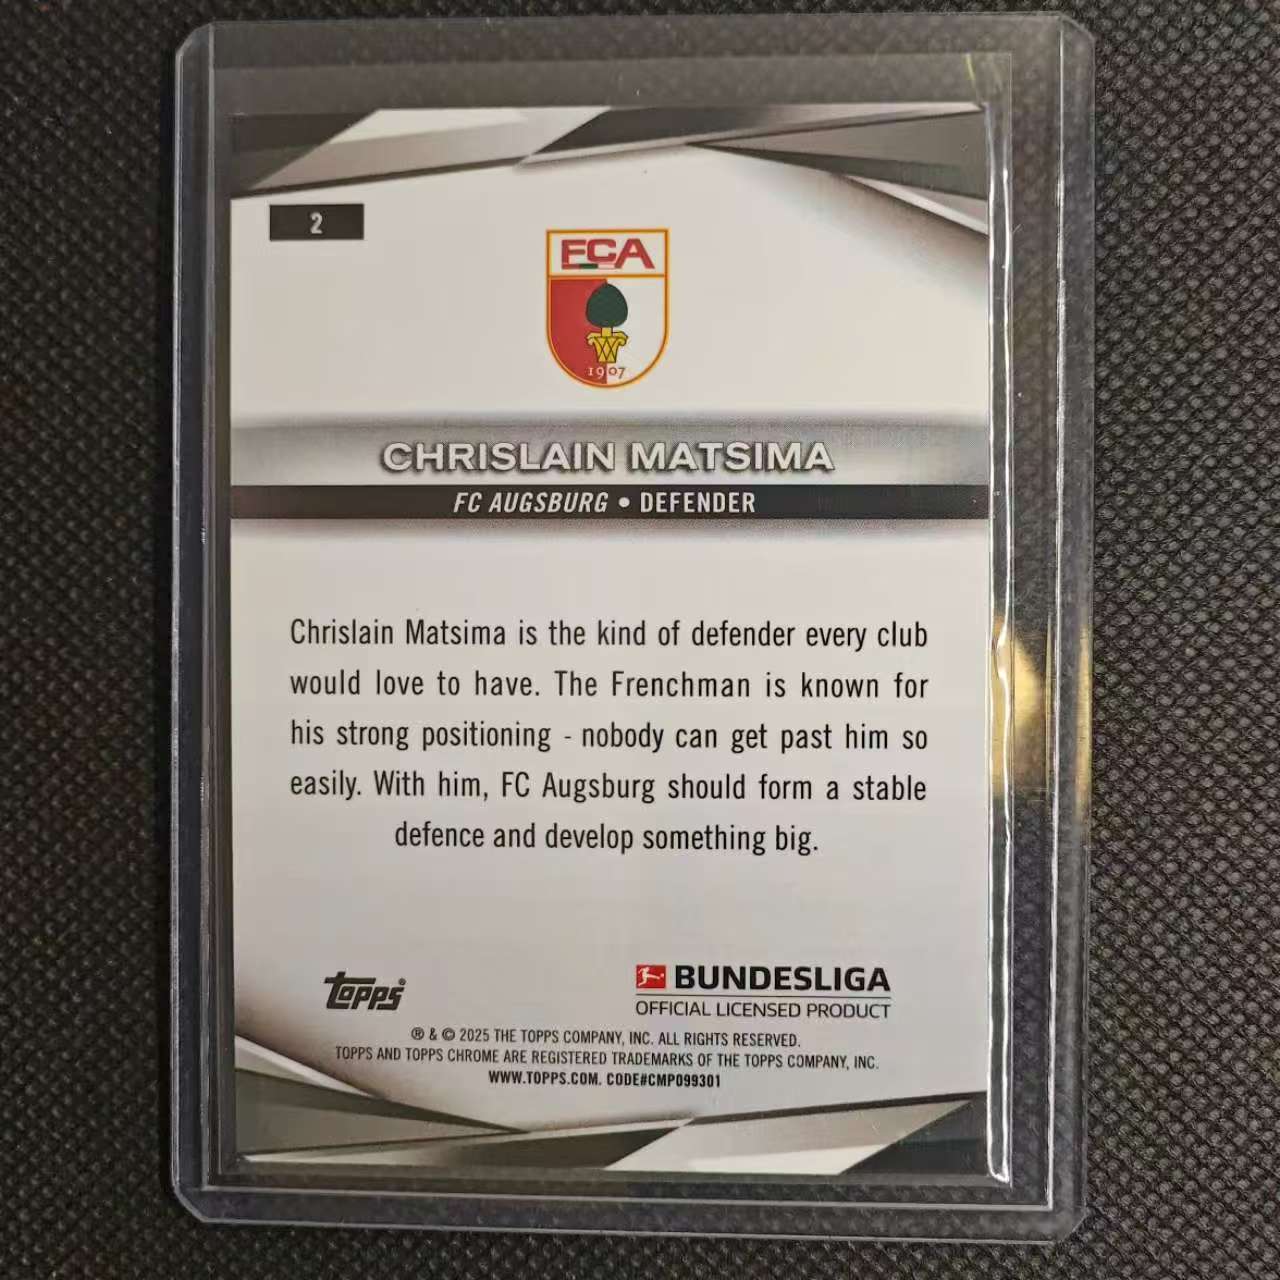 2
FCA
1907
CHRISLAIN MATSIMA
FC AUGSBURG • DEFENDER
Chrislain Matsima is the kind of defender every club
would love to have. The Frenchman is known for
his strong positioning - nobody can get past him so
easily. With him, FC Augsburg should form a stable
defence and develop something big.
topps®
BUNDESLIGA
OFFICIAL LICENSED PRODUCT
® & © 2025 THE TOPPS COMPANY, INC. ALL RIGHTS RESERVED.
TOPPS AND TOPPS CHROME ARE REGISTERED TRADEMARKS OF THE TOPPS COMPANY, INC.
WWW.TOPPS.COM. CODE#CMP099301